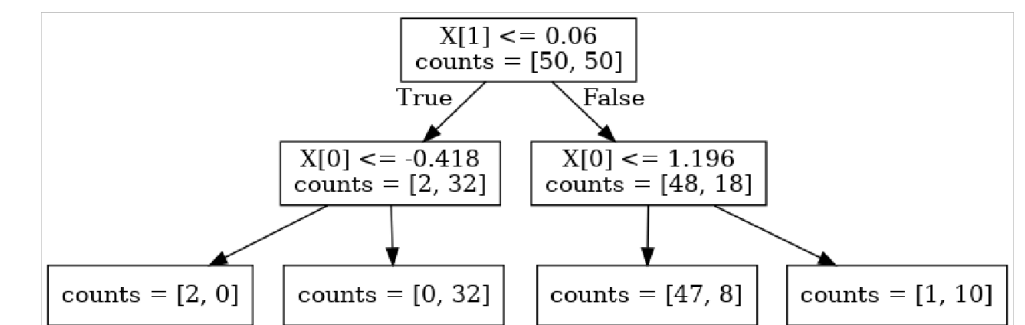 X[1] <= 0.06
counts = [50, 50]
True
False
X[0] <= -0.418
counts = [2, 32]
X[0] <= 1.196
counts = [48, 18]
counts = [2, 0]
counts = [0, 32]
counts = [47, 8]
counts = [1, 10]